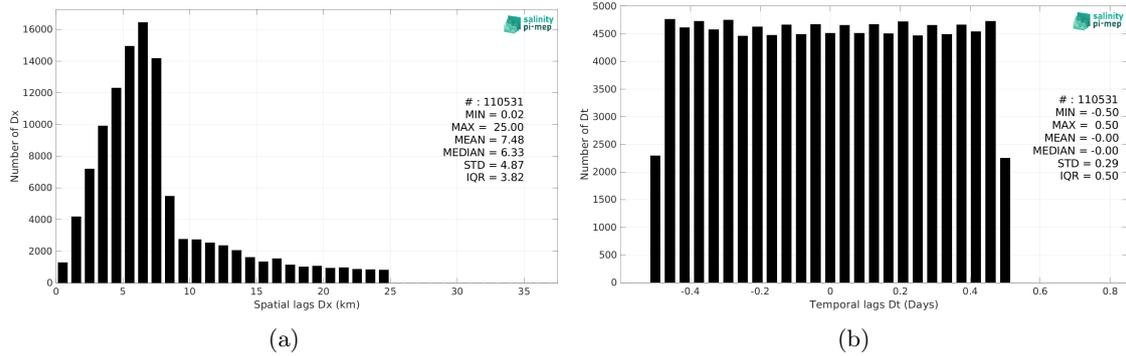 16000
14000
12000
10000
8000
6000
4000
2000
0
Number of Dx
0
5
10
15
20
25
30
35
Spatial lags Dx (km)
salinity
pi-mep
# : 110531
MIN = 0.02
MAX = 25.00
MEAN = 7.48
MEDIAN = 6.33
STD = 4.87
IQR = 3.82
(a)
5000
4500
4000
3500
3000
2500
2000
1500
1000
500
0
Number of Dt
-0.4
-0.2
0
0.2
0.4
0.6
0.8
Temporal lags Dt (Days)
salinity
pi-mep
# : 110531
MIN = -0.50
MAX = 0.50
MEAN = -0.00
MEDIAN = -0.00
STD = 0.29
IQR = 0.50
(b)